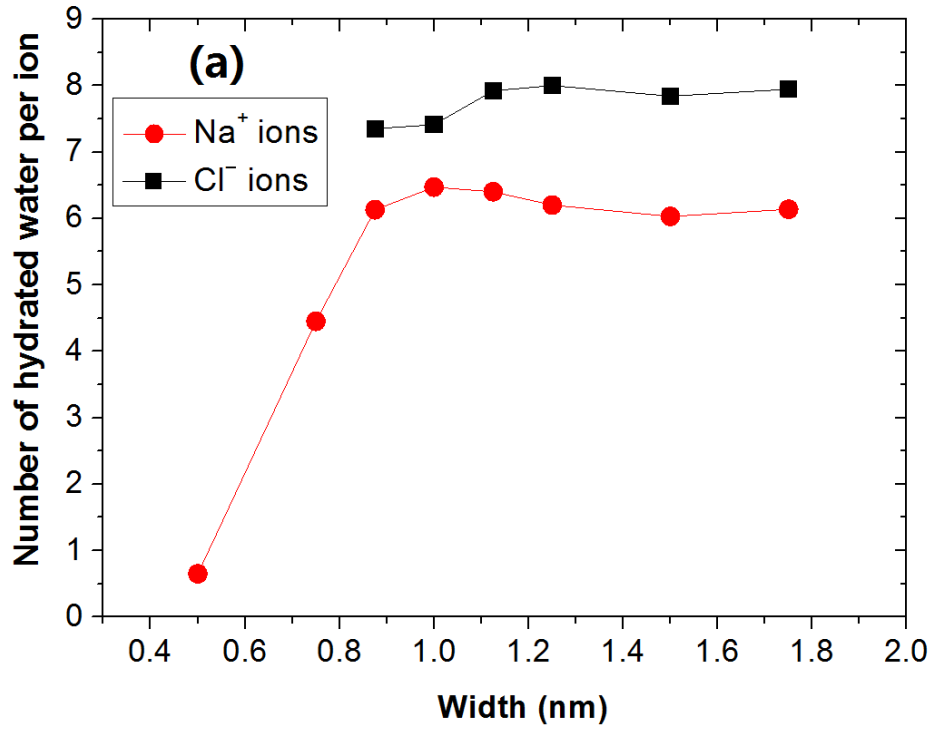 (a)
Na⁺ ions
Cl⁻ ions
Number of hydrated water per ion
9
8
7
6
5
4
3
2
1
0
0.4 0.6 0.8 1.0 1.2 1.4 1.6 1.8 2.0
Width (nm)